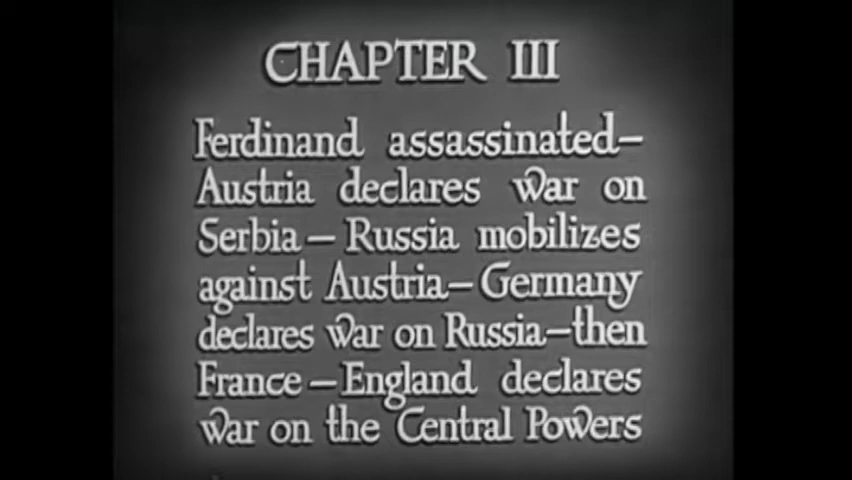 CHAPTER III
Ferdinand assassinated—
Austria declares war on
Serbia — Russia mobilizes
against Austria — Germany
declares war on Russia—then
France — England declares
war on the Central Powers